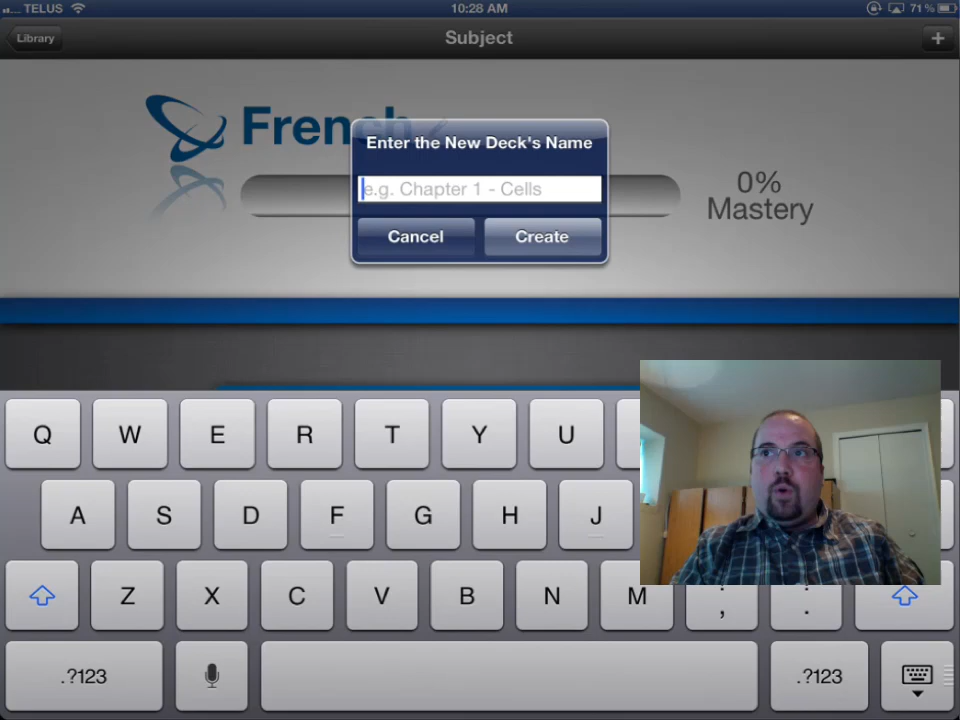 TELUS 10:28 AM 71%
Library Subject +
French
Enter the New Deck's Name
e.g. Chapter 1 - Cells
0%
Mastery
Cancel Create
Q W E R T Y U
A S D F G H J
Z X C V B N M ! , ? .
.?123 .?123